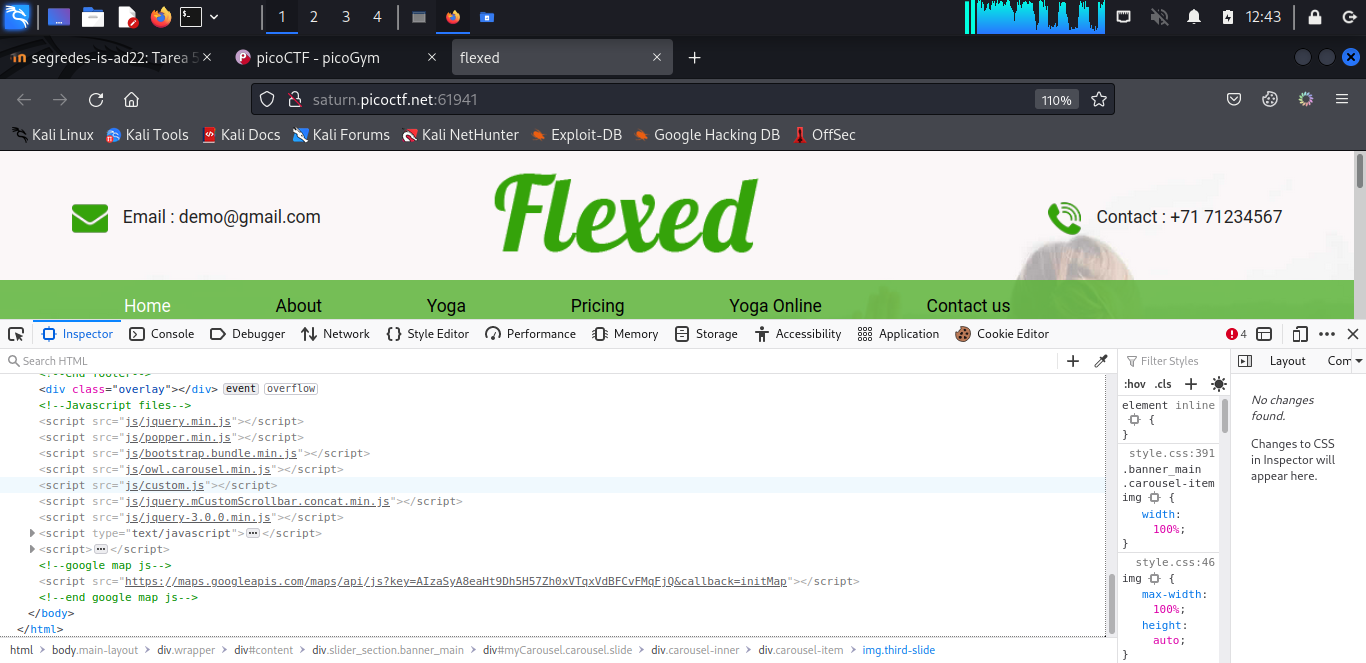 1 2 3 4 12:43
segredes-is-ad22: Tarea 5 picoCTF - picoGym flexed
saturn.picoctf.net:61941 110%
Kali Linux Kali Tools Kali Docs Kali Forums Kali NetHunter Exploit-DB Google Hacking DB OffSec
Email : demo@gmail.com Flexed Contact : +71 71234567
Home About Yoga Pricing Yoga Online Contact us
Inspector Console Debugger Network Style Editor Performance Memory Storage Accessibility Application Cookie Editor 4
Search HTML
<!--end footer-->
<div class="overlay"></div> event overflow
<!--Javascript files-->
<script src="js/jquery.min.js"></script>
<script src="js/popper.min.js"></script>
<script src="js/bootstrap.bundle.min.js"></script>
<script src="js/owl.carousel.min.js"></script>
<script src="js/custom.js"></script>
<script src="js/jquery.mCustomScrollbar.concat.min.js"></script>
<script src="js/jquery-3.0.0.min.js"></script>
<script type="text/javascript">…</script>
<script>…</script>
<!--google map js-->
<script src="https://maps.googleapis.com/maps/api/js?key=AIzaSyA8eaHt9Dh5H57Zh0xVTqxVdBFCvFMqFjQ&callback=initMap"></script>
<!--end google map js-->
</body>
</html>
html > body.main-layout > div.wrapper > div#content > div.slider_section.banner_main > div#myCarousel.carousel.slide > div.carousel-inner > div.carousel-item > img.third-slide
Filter Styles
:hov .cls
element inline
{
}
style.css:391
.banner_main
.carousel-item
img {
width:
100%;
}
style.css:46
img {
max-width:
100%;
height:
auto;
}
Layout Com
No changes
found.
Changes to CSS
in Inspector will
appear here.